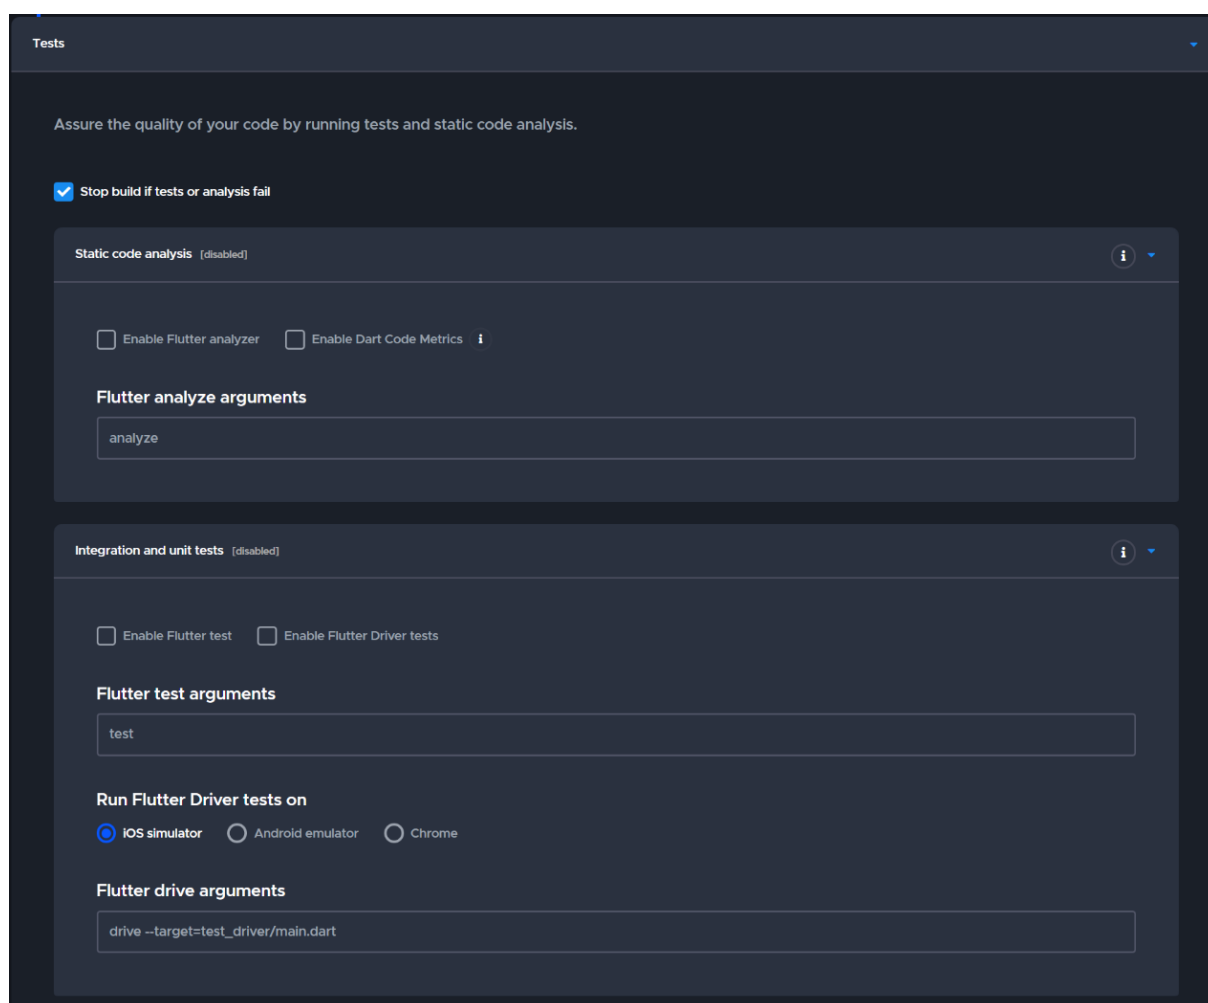 Tests
Assure the quality of your code by running tests and static code analysis.
Stop build if tests or analysis fail
Static code analysis [disabled]
Enable Flutter analyzer Enable Dart Code Metrics i
Flutter analyze arguments
analyze
Integration and unit tests [disabled]
Enable Flutter test Enable Flutter Driver tests
Flutter test arguments
test
Run Flutter Driver tests on
iOS simulator Android emulator Chrome
Flutter drive arguments
drive --target=test_driver/main.dart